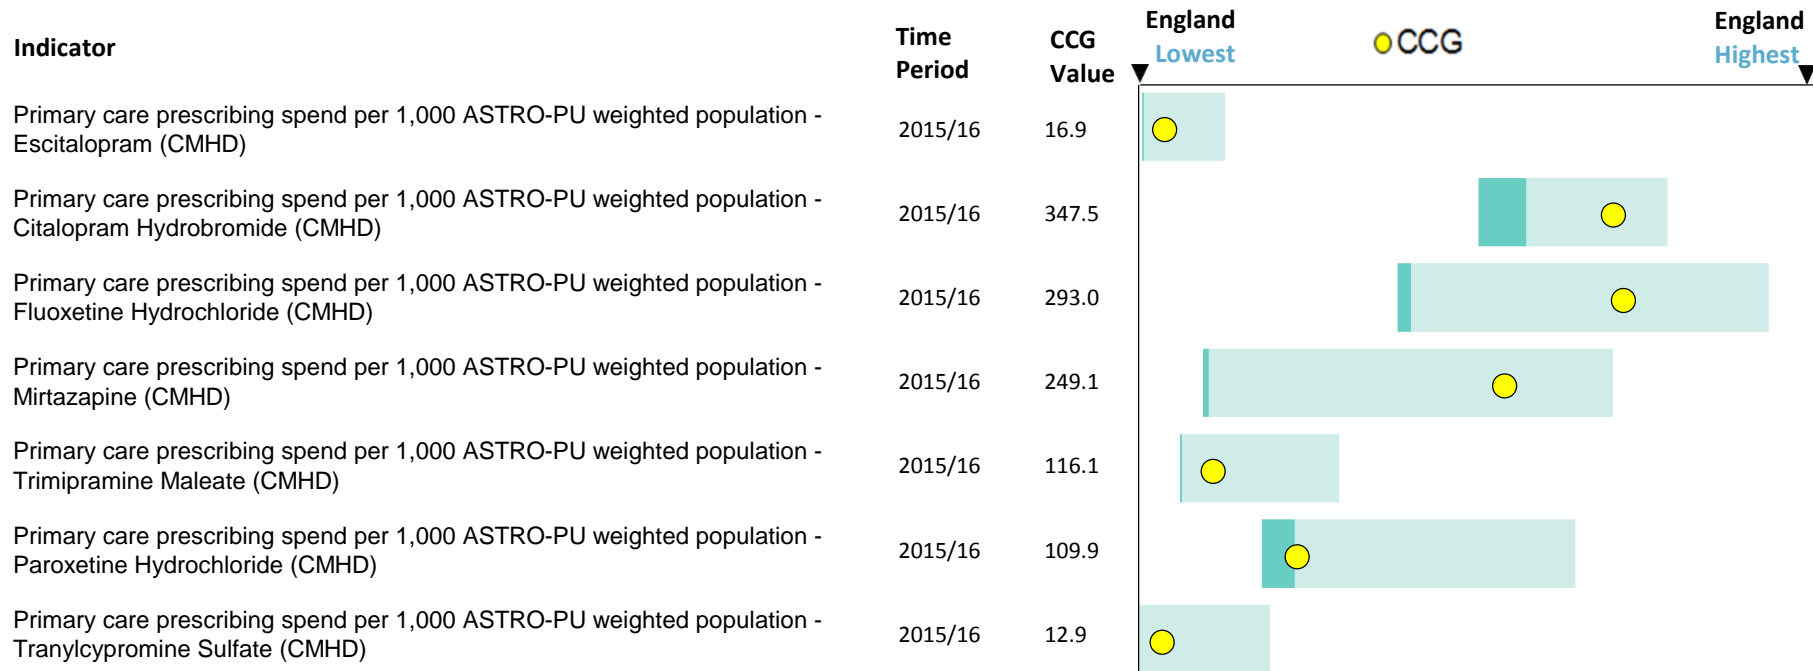 Indicator
Time Period
CCG Value
England Lowest
CCG
England Highest
Primary care prescribing spend per 1,000 ASTRO-PU weighted population -
Escitalopram (CMHD)
2015/16
16.9
Primary care prescribing spend per 1,000 ASTRO-PU weighted population -
Citalopram Hydrobromide (CMHD)
2015/16
347.5
Primary care prescribing spend per 1,000 ASTRO-PU weighted population -
Fluoxetine Hydrochloride (CMHD)
2015/16
293.0
Primary care prescribing spend per 1,000 ASTRO-PU weighted population -
Mirtazapine (CMHD)
2015/16
249.1
Primary care prescribing spend per 1,000 ASTRO-PU weighted population -
Trimipramine Maleate (CMHD)
2015/16
116.1
Primary care prescribing spend per 1,000 ASTRO-PU weighted population -
Paroxetine Hydrochloride (CMHD)
2015/16
109.9
Primary care prescribing spend per 1,000 ASTRO-PU weighted population -
Tranylcypromine Sulfate (CMHD)
2015/16
12.9